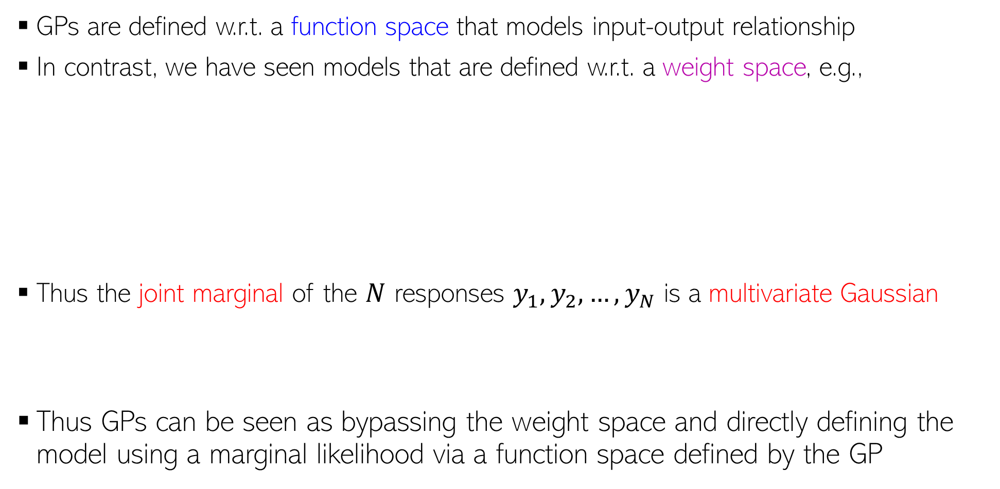 ▪ GPs are defined w.r.t. a function space that models input-output relationship
▪ In contrast, we have seen models that are defined w.r.t. a weight space, e.g.,
▪ Thus the joint marginal of the N responses y₁, y₂, … , y_N is a multivariate Gaussian
▪ Thus GPs can be seen as bypassing the weight space and directly defining the
model using a marginal likelihood via a function space defined by the GP